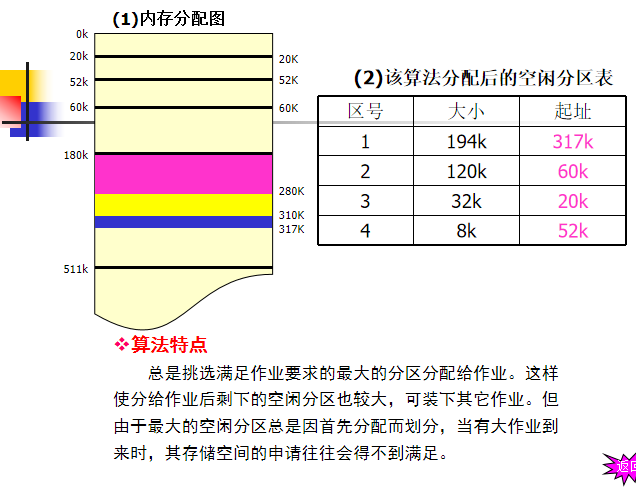 (1)内存分配图
0k
20k
20K
52k
52K
60k
60K
180k
280K
310K
317K
511k
(2)该算法分配后的空闲分区表
区号 大小 起址
1 194k 317k
2 120k 60k
3 32k 20k
4 8k 52k
❖算法特点
总是挑选满足作业要求的最大的分区分配给作业。这样
使分给作业后剩下的空闲分区也较大，可装下其它作业。但
由于最大的空闲分区总是因首先分配而划分，当有大作业到
来时，其存储空间的申请往往会得不到满足。
返回